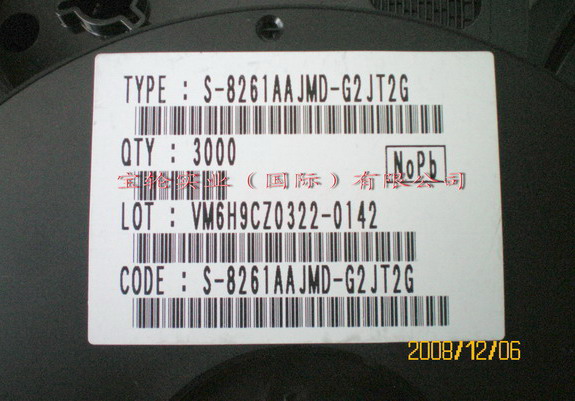 TYPE : S-8261AAJMD-G2JT2G
QTY : 3000
NoPb
宝轮实业（国际）有限公司
LOT : VM6H9CZ0322-0142
CODE : S-8261AAJMD-G2JT2G
2008/12/06